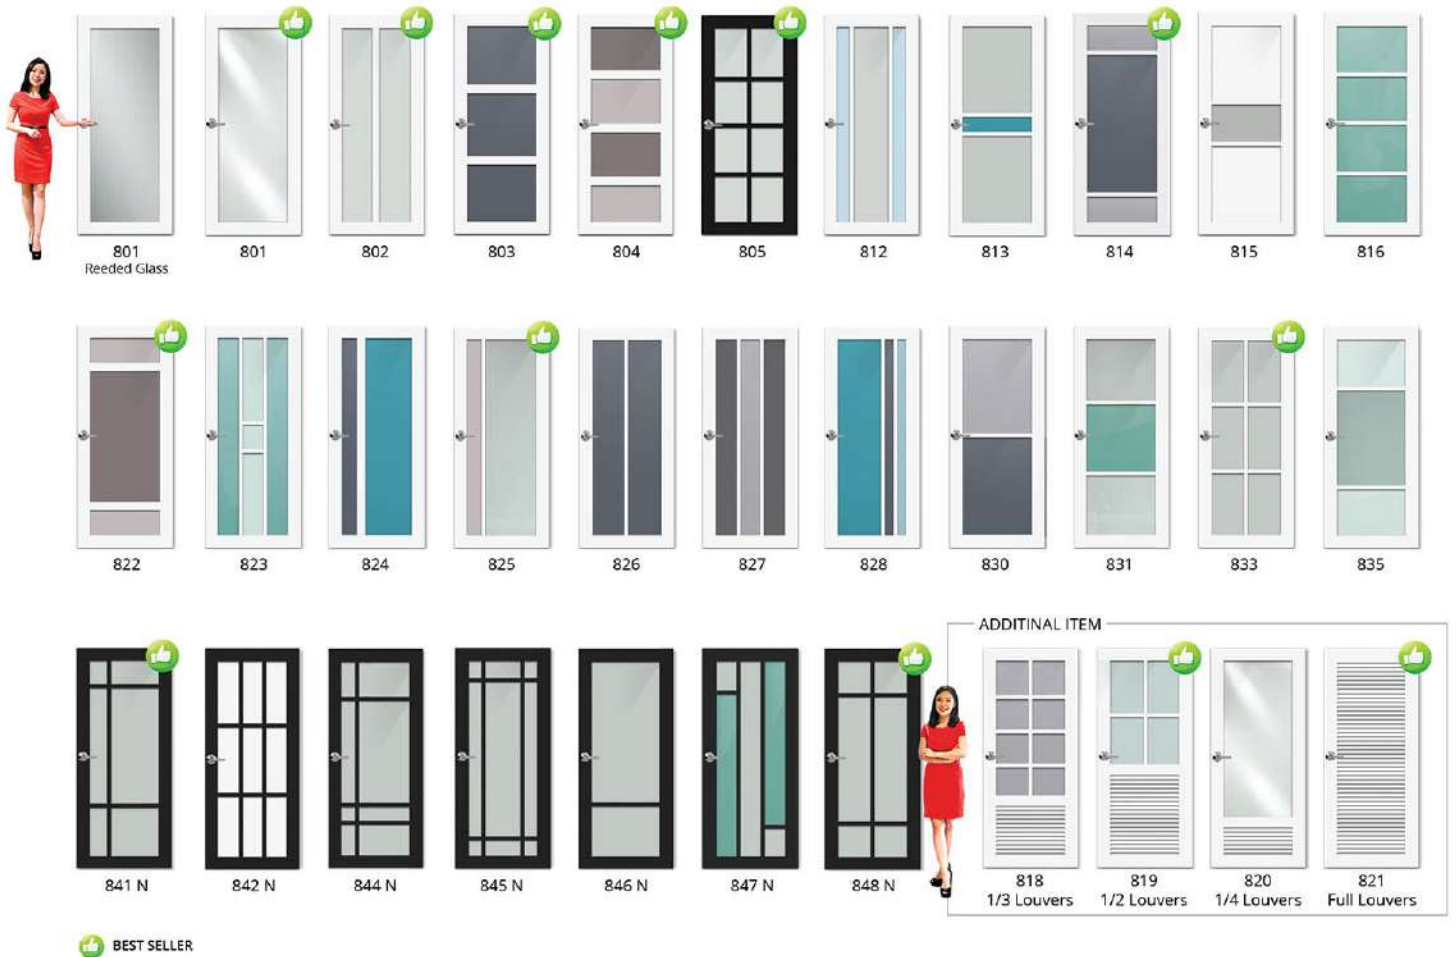 801
Reeded Glass
801
802
803
804
805
812
813
814
815
816
822
823
824
825
826
827
828
830
831
833
835
ADDITINAL ITEM
841 N
842 N
844 N
845 N
846 N
847 N
848 N
818
1/3 Louvers
819
1/2 Louvers
820
1/4 Louvers
821
Full Louvers
BEST SELLER